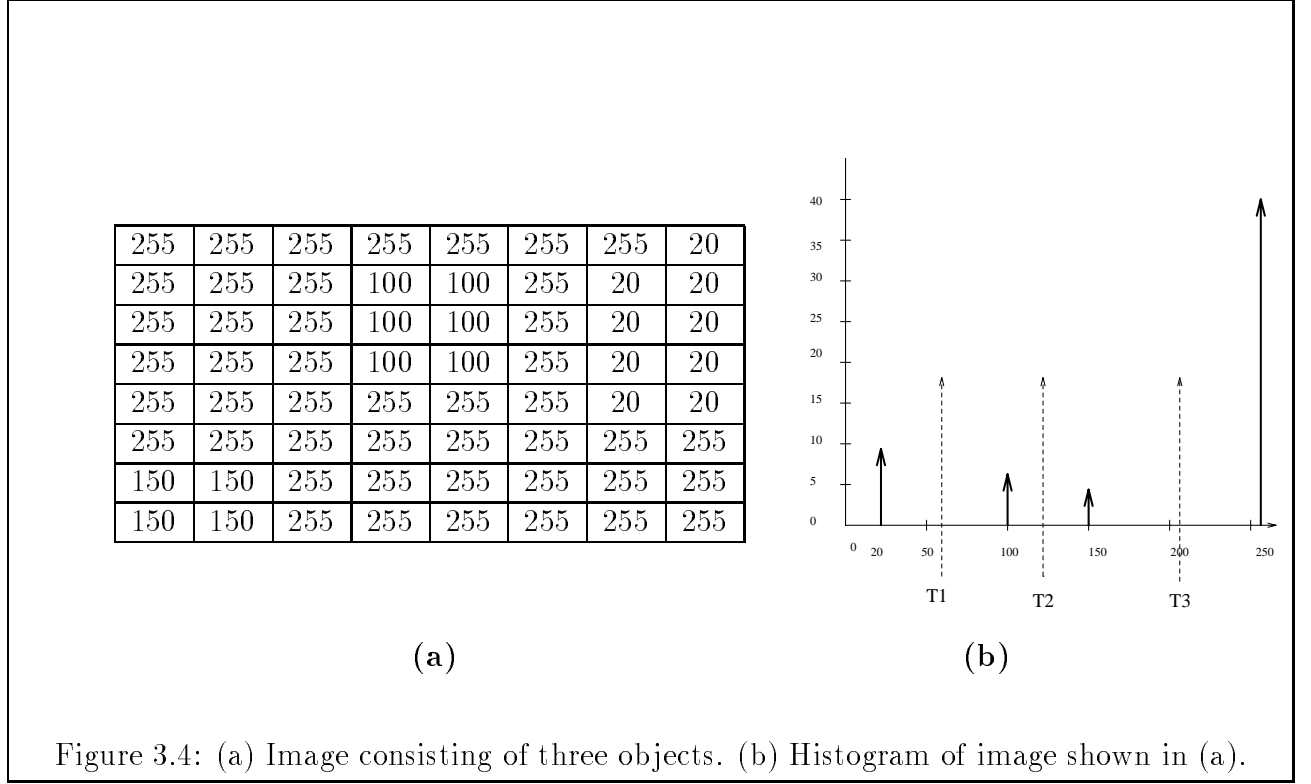 255 255 255 255 255 255 255 20
255 255 255 100 100 255 20 20
255 255 255 100 100 255 20 20
255 255 255 100 100 255 20 20
255 255 255 255 255 255 20 20
255 255 255 255 255 255 255 255
150 150 255 255 255 255 255 255
150 150 255 255 255 255 255 255
(a)
40
35
30
25
20
15
10
5
0
0 20 50 100 150 200 250
T1 T2 T3
(b)
Figure 3.4: (a) Image consisting of three objects. (b) Histogram of image shown in (a).